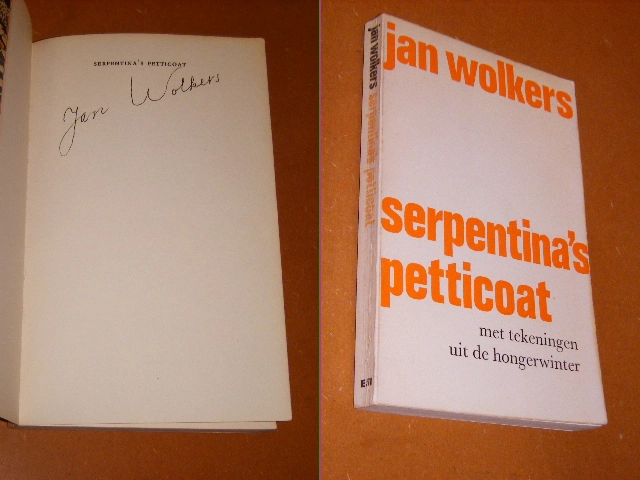 SERPENTINA'S PETTICOAT
Jan Wolkers
jan wolkers serpentina's petticoat
jan wolkers
serpentina's
petticoat
met tekeningen
uit de hongerwinter